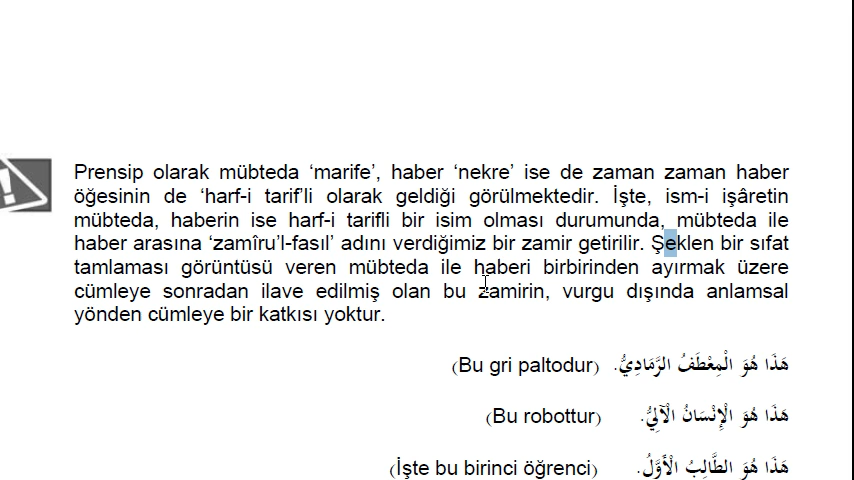 Prensip olarak mübteda ‘marife’, haber ‘nekre’ ise de zaman zaman haber
öğesinin de ‘harf-i tarif’li olarak geldiği görülmektedir. İşte, ism-i işâretin
mübteda, haberin ise harf-i tarifli bir isim olması durumunda, mübteda ile
haber arasına ‘zamîru’l-fasıl’ adını verdiğimiz bir zamir getirilir. Şeklen bir sıfat
tamlaması görüntüsü veren mübteda ile haberi birbirinden ayırmak üzere
cümleye sonradan ilave edilmiş olan bu zamirin, vurgu dışında anlamsal
yönden cümleye bir katkısı yoktur.
هَذَا هُوَ الْمِعْطَفُ الرَّمَادِيُّ. (Bu gri paltodur)
هَذَا هُوَ الْإِنْسَانُ الْآلِيُّ. (Bu robottur)
هَذَا هُوَ الطَّالِبُ الْأَوَّلُ. (İşte bu birinci öğrenci)